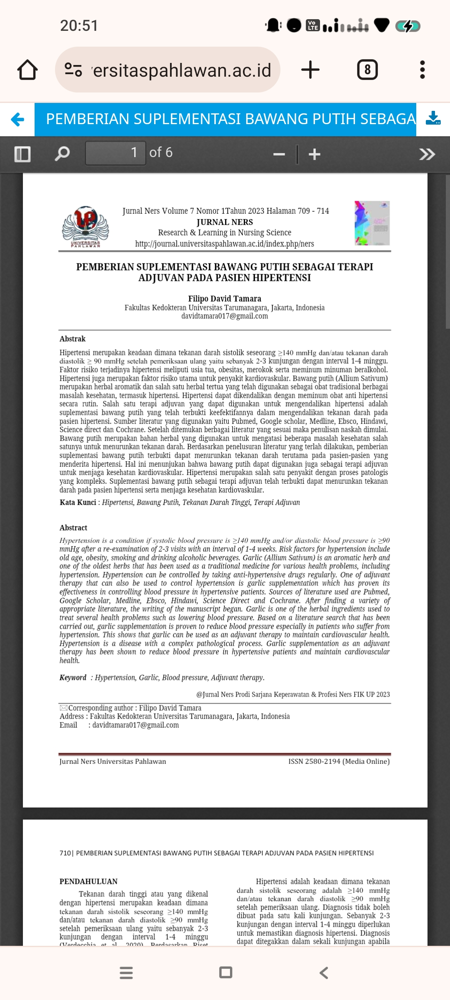 20:51
Vo LTE
ersitaspahlawan.ac.id
8
PEMBERIAN SUPLEMENTASI BAWANG PUTIH SEBAGA
1 of 6
UNIVERSITAS
PAHLAWAN
Jurnal Ners Volume 7 Nomor 1Tahun 2023 Halaman 709 - 714
JURNAL NERS
Research & Learning in Nursing Science
http://journal.universitaspahlawan.ac.id/index.php/ners
PEMBERIAN SUPLEMENTASI BAWANG PUTIH SEBAGAI TERAPI
ADJUVAN PADA PASIEN HIPERTENSI
Filipo David Tamara
Fakultas Kedokteran Universitas Tarumanagara, Jakarta, Indonesia
davidtamara017@gmail.com
Abstrak
Hipertensi merupakan keadaan dimana tekanan darah sistolik seseorang ≥140 mmHg dan/atau tekanan darah
diastolik ≥ 90 mmHg setelah pemeriksaan ulang yaitu sebanyak 2-3 kunjungan dengan interval 1-4 minggu.
Faktor risiko terjadinya hipertensi meliputi usia tua, obesitas, merokok serta meminum minuman beralkohol.
Hipertensi juga merupakan faktor risiko utama untuk penyakit kardiovaskular. Bawang putih (Allium Sativum)
merupakan herbal aromatik dan salah satu herbal tertua yang telah digunakan sebagai obat tradisional berbagai
masalah kesehatan, termasuk hipertensi. Hipertensi dapat dikendalikan dengan meminum obat anti hipertensi
secara rutin. Salah satu terapi adjuvan yang dapat digunakan untuk mengendalikan hipertensi adalah
suplementasi bawang putih yang telah terbukti keefektifannya dalam mengendalikan tekanan darah pada
pasien hipertensi. Sumber literatur yang digunakan yaitu Pubmed, Google scholar, Medline, Ebsco, Hindawi,
Science direct dan Cochrane. Setelah ditemukan berbagai literatur yang sesuai maka penulisan naskah dimulai.
Bawang putih merupakan bahan herbal yang digunakan untuk mengatasi beberapa masalah kesehatan salah
satunya untuk menurunkan tekanan darah. Berdasarkan penelusuran literatur yang terlah dilakukan, pemberian
suplementasi bawang putih terbukti dapat menurunkan tekanan darah terutama pada pasien-pasien yang
menderita hipertensi. Hal ini menunjukan bahwa bawang putih dapat digunakan juga sebagai terapi adjuvan
untuk menjaga kesehatan kardiovaskular. Hipertensi merupakan salah satu penyakit dengan proses patologis
yang kompleks. Suplementasi bawang putih sebagai terapi adjuvan telah terbukti dapat menurunkan tekanan
darah pada pasien hipertensi serta menjaga kesehatan kardiovaskular.
Kata Kunci : Hipertensi, Bawang Putih, Tekanan Darah Tinggi, Terapi Adjuvan
Abstract
Hypertension is a condition if systolic blood pressure is ≥140 mmHg and/or diastolic blood pressure is ≥90
mmHg after a re-examination of 2-3 visits with an interval of 1-4 weeks. Risk factors for hypertension include
old age, obesity, smoking and drinking alcoholic beverages. Garlic (Allium Sativum) is an aromatic herb and
one of the oldest herbs that has been used as a traditional medicine for various health problems, including
hypertension. Hypertension can be controlled by taking anti-hypertensive drugs regularly. One of adjuvant
therapy that can also be used to control hypertension is garlic supplementation which has proven its
effectiveness in controlling blood pressure in hypertensive patients. Sources of literature used are Pubmed,
Google Scholar, Medline, Ebsco, Hindawi, Science Direct and Cochrane. After finding a variety of
appropriate literature, the writing of the manuscript began. Garlic is one of the herbal ingredients used to
treat several health problems such as lowering blood pressure. Based on a literature search that has been
carried out, garlic supplementation is proven to reduce blood pressure especially in patients who suffer from
hypertension. This shows that garlic can be used as an adjuvant therapy to maintain cardiovascular health.
Hypertension is a disease with a complex pathological process. Garlic supplementation as an adjuvant
therapy has been shown to reduce blood pressure in hypertensive patients and maintain cardiovascular
health.
Keyword : Hypertension, Garlic, Blood pressure, Adjuvant therapy.
@Jurnal Ners Prodi Sarjana Keperawatan & Profesi Ners FIK UP 2023
Corresponding author : Filipo David Tamara
Address : Fakultas Kedokteran Universitas Tarumanagara, Jakarta, Indonesia
Email : davidtamara017@gmail.com
Jurnal Ners Universitas Pahlawan ISSN 2580-2194 (Media Online)
710| PEMBERIAN SUPLEMENTASI BAWANG PUTIH SEBAGAI TERAPI ADJUVAN PADA PASIEN HIPERTENSI
PENDAHULUAN
Tekanan darah tinggi atau yang dikenal
dengan hipertensi merupakan keadaan dimana
tekanan darah sistolik seseorang ≥140 mmHg
dan/atau tekanan darah diastolik ≥90 mmHg
setelah pemeriksaan ulang yaitu sebanyak 2-3
kunjungan dengan interval 1-4 minggu
(Verdecchia et al., 2020). Berdasarkan Riset
Hipertensi adalah keadaan dimana tekanan
darah sistolik seseorang adalah ≥140 mmHg
dan/atau tekanan darah diastolik ≥90 mmHg
setelah pemeriksaan ulang. Diagnosis tidak boleh
dibuat pada satu kali kunjungan. Sebanyak 2-3
kunjungan dengan interval 1-4 minggu diperlukan
untuk memastikan diagnosis hipertensi. Diagnosis
dapat ditegakkan dalam sekali kunjungan apabila